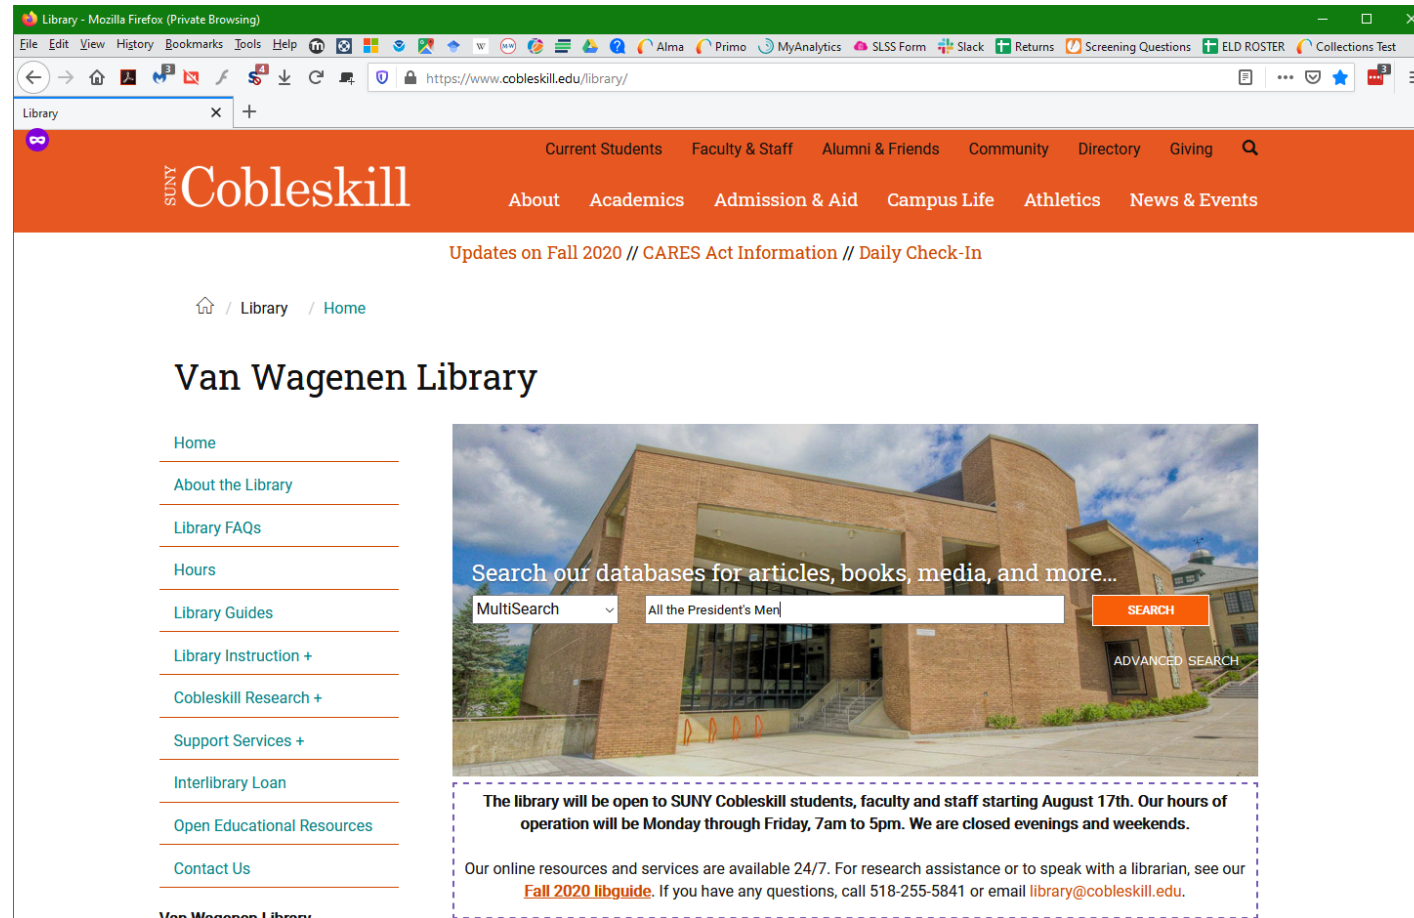 Library - Mozilla Firefox (Private Browsing)
File Edit View History Bookmarks Tools Help Alma Primo MyAnalytics SLSS Form Slack Returns Screening Questions ELD ROSTER Collections Test
https://www.cobleskill.edu/library/
Library
Current Students Faculty & Staff Alumni & Friends Community Directory Giving
SUNY Cobleskill
About Academics Admission & Aid Campus Life Athletics News & Events
Updates on Fall 2020 // CARES Act Information // Daily Check-In
/ Library / Home
Van Wagenen Library
Home
About the Library
Library FAQs
Hours
Library Guides
Library Instruction +
Cobleskill Research +
Support Services +
Interlibrary Loan
Open Educational Resources
Contact Us
Van Wagenen Library
Search our databases for articles, books, media, and more...
MultiSearch All the President's Men SEARCH
ADVANCED SEARCH
The library will be open to SUNY Cobleskill students, faculty and staff starting August 17th. Our hours of
operation will be Monday through Friday, 7am to 5pm. We are closed evenings and weekends.
Our online resources and services are available 24/7. For research assistance or to speak with a librarian, see our
Fall 2020 libguide. If you have any questions, call 518-255-5841 or email library@cobleskill.edu.